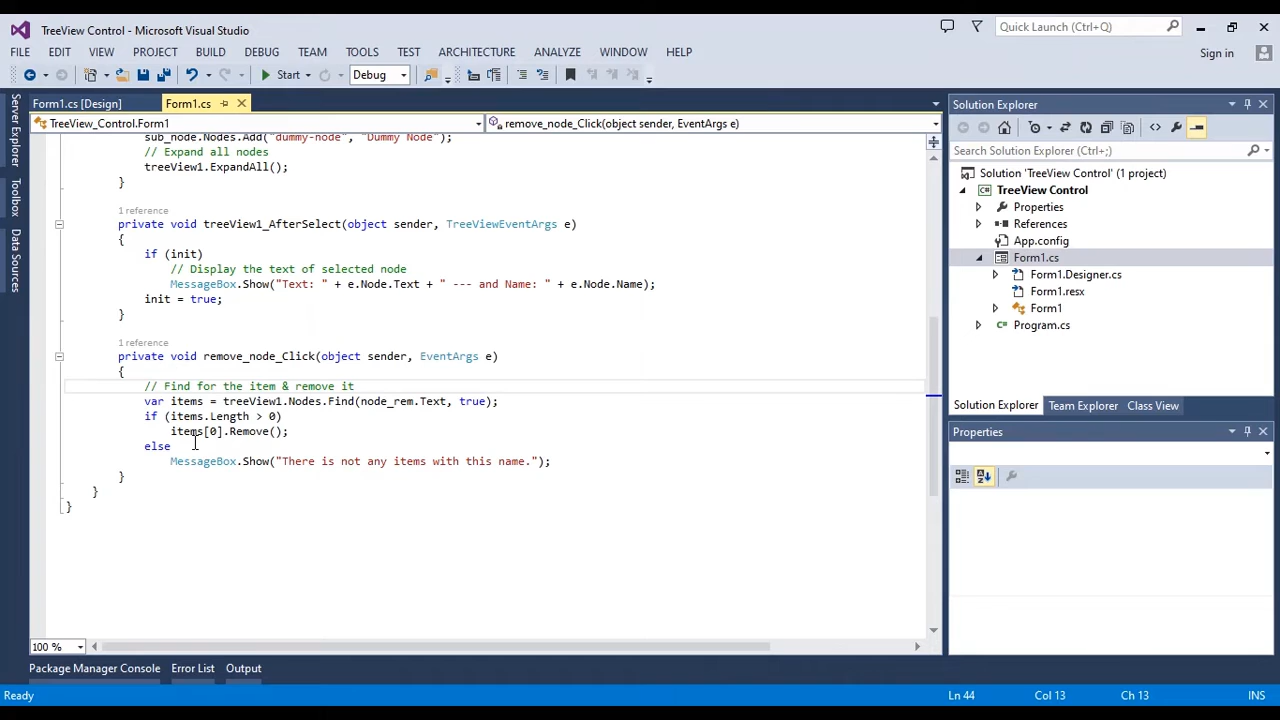 TreeView Control - Microsoft Visual Studio
Quick Launch (Ctrl+Q)
FILE EDIT VIEW PROJECT BUILD DEBUG TEAM TOOLS TEST ARCHITECTURE ANALYZE WINDOW HELP
Sign in
Start Debug
Server Explorer
Toolbox
Data Sources
Form1.cs [Design] Form1.cs
TreeView_Control.Form1 remove_node_Click(object sender, EventArgs e)
sub_node.Nodes.Add("dummy-node", "Dummy Node");
// Expand all nodes
treeView1.ExpandAll();
}
1 reference
private void treeView1_AfterSelect(object sender, TreeViewEventArgs e)
{
if (init)
// Display the text of selected node
MessageBox.Show("Text: " + e.Node.Text + " --- and Name: " + e.Node.Name);
init = true;
}
1 reference
private void remove_node_Click(object sender, EventArgs e)
{
// Find for the item & remove it
var items = treeView1.Nodes.Find(node_rem.Text, true);
if (items.Length > 0)
items[0].Remove();
else
MessageBox.Show("There is not any items with this name.");
}
}
}
100 %
Solution Explorer
Search Solution Explorer (Ctrl+;)
Solution 'TreeView Control' (1 project)
TreeView Control
Properties
References
App.config
Form1.cs
Form1.Designer.cs
Form1.resx
Form1
Program.cs
Solution Explorer Team Explorer Class View
Properties
Package Manager Console Error List Output
Ready Ln 44 Col 13 Ch 13 INS